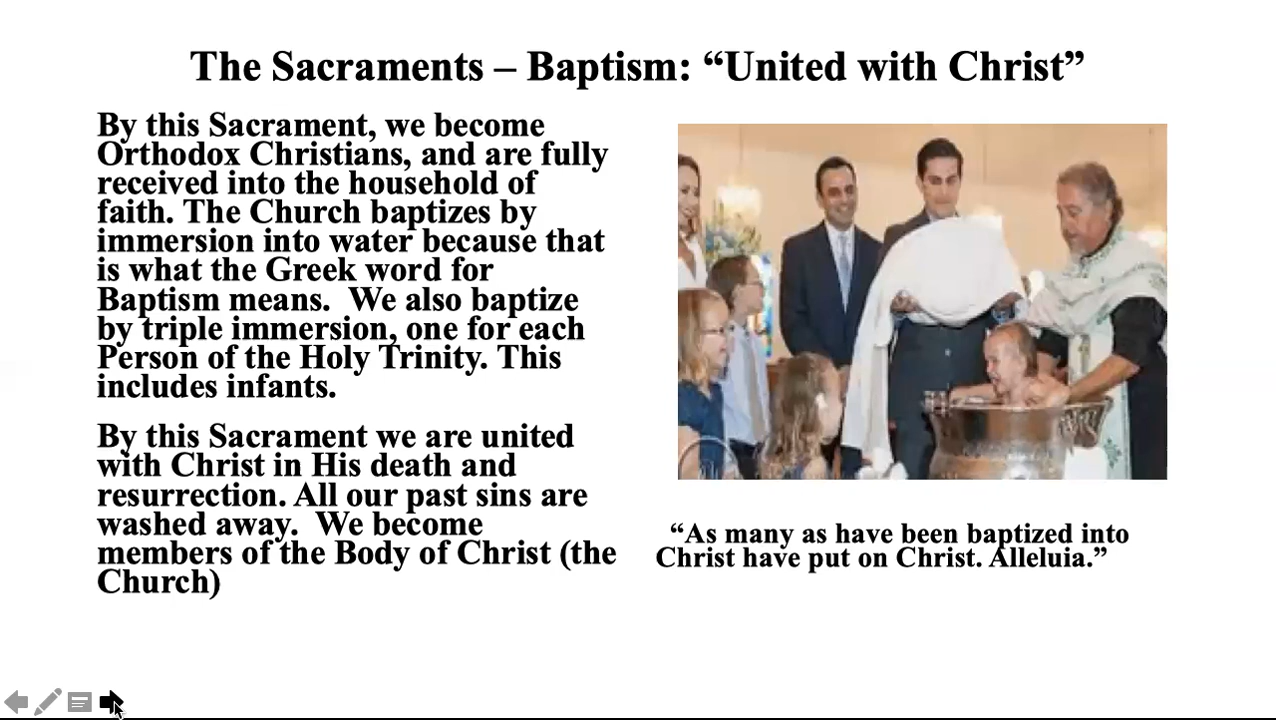 The Sacraments – Baptism: “United with Christ”
By this Sacrament, we become
Orthodox Christians, and are fully
received into the household of
faith. The Church baptizes by
immersion into water because that
is what the Greek word for
Baptism means.  We also baptize
by triple immersion, one for each
Person of the Holy Trinity. This
includes infants.
By this Sacrament we are united
with Christ in His death and
resurrection. All our past sins are
washed away.  We become
members of the Body of Christ (the
Church)
“As many as have been baptized into
Christ have put on Christ. Alleluia.”